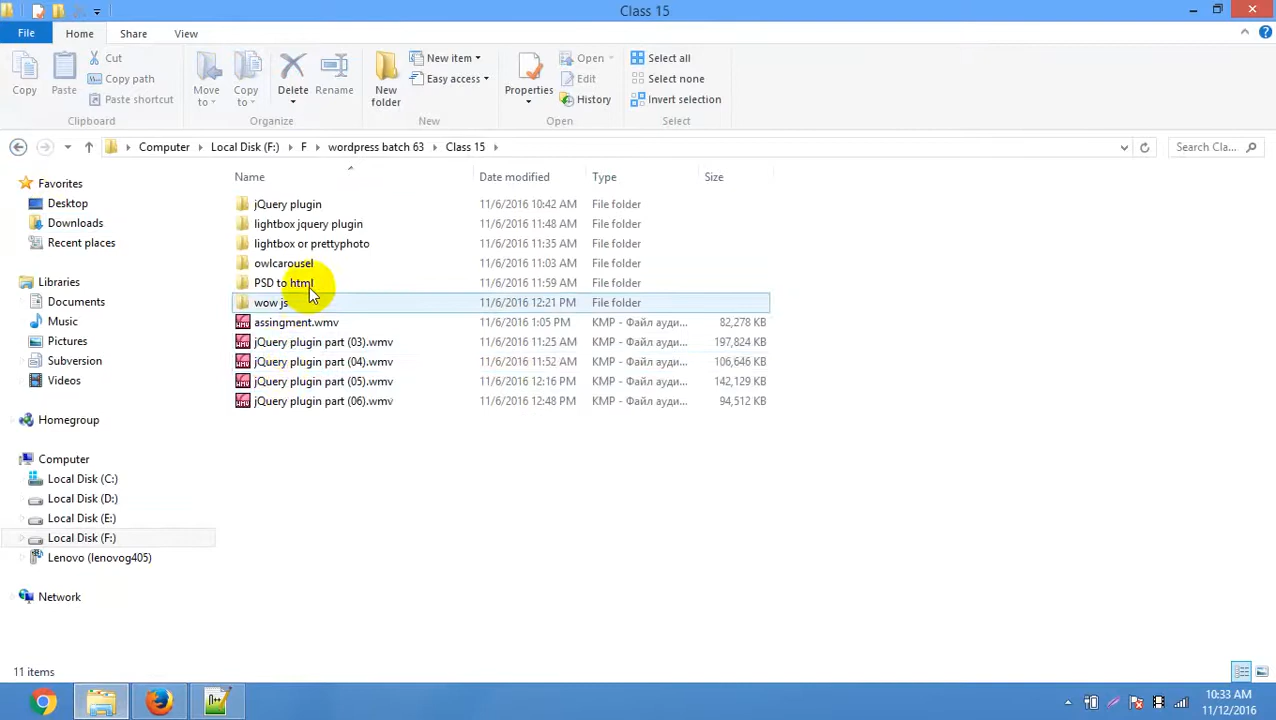 Class 15
File Home Share View
Cut
Copy path
Paste shortcut
Copy Paste
Clipboard
Move to Copy to Delete Rename
Organize
New folder
New item
Easy access
New
Properties
Open
Edit
History
Open
Select all
Select none
Invert selection
Select
Computer Local Disk (F:) F wordpress batch 63 Class 15
Search Cla...
Favorites
Desktop
Downloads
Recent places
Libraries
Documents
Music
Pictures
Subversion
Videos
Homegroup
Computer
Local Disk (C:)
Local Disk (D:)
Local Disk (E:)
Local Disk (F:)
Lenovo (lenovog405)
Network
Name Date modified Type Size
jQuery plugin 11/6/2016 10:42 AM File folder
lightbox jquery plugin 11/6/2016 11:48 AM File folder
lightbox or prettyphoto 11/6/2016 11:35 AM File folder
owlcarousel 11/6/2016 11:03 AM File folder
PSD to html 11/6/2016 11:59 AM File folder
wow js 11/6/2016 12:21 PM File folder
assingment.wmv 11/6/2016 1:05 PM KMP - Файл ауди... 82,278 KB
jQuery plugin part (03).wmv 11/6/2016 11:25 AM KMP - Файл ауди... 197,824 KB
jQuery plugin part (04).wmv 11/6/2016 11:52 AM KMP - Файл ауди... 106,646 KB
jQuery plugin part (05).wmv 11/6/2016 12:16 PM KMP - Файл ауди... 142,129 KB
jQuery plugin part (06).wmv 11/6/2016 12:48 PM KMP - Файл ауди... 94,512 KB
11 items
10:33 AM
11/12/2016